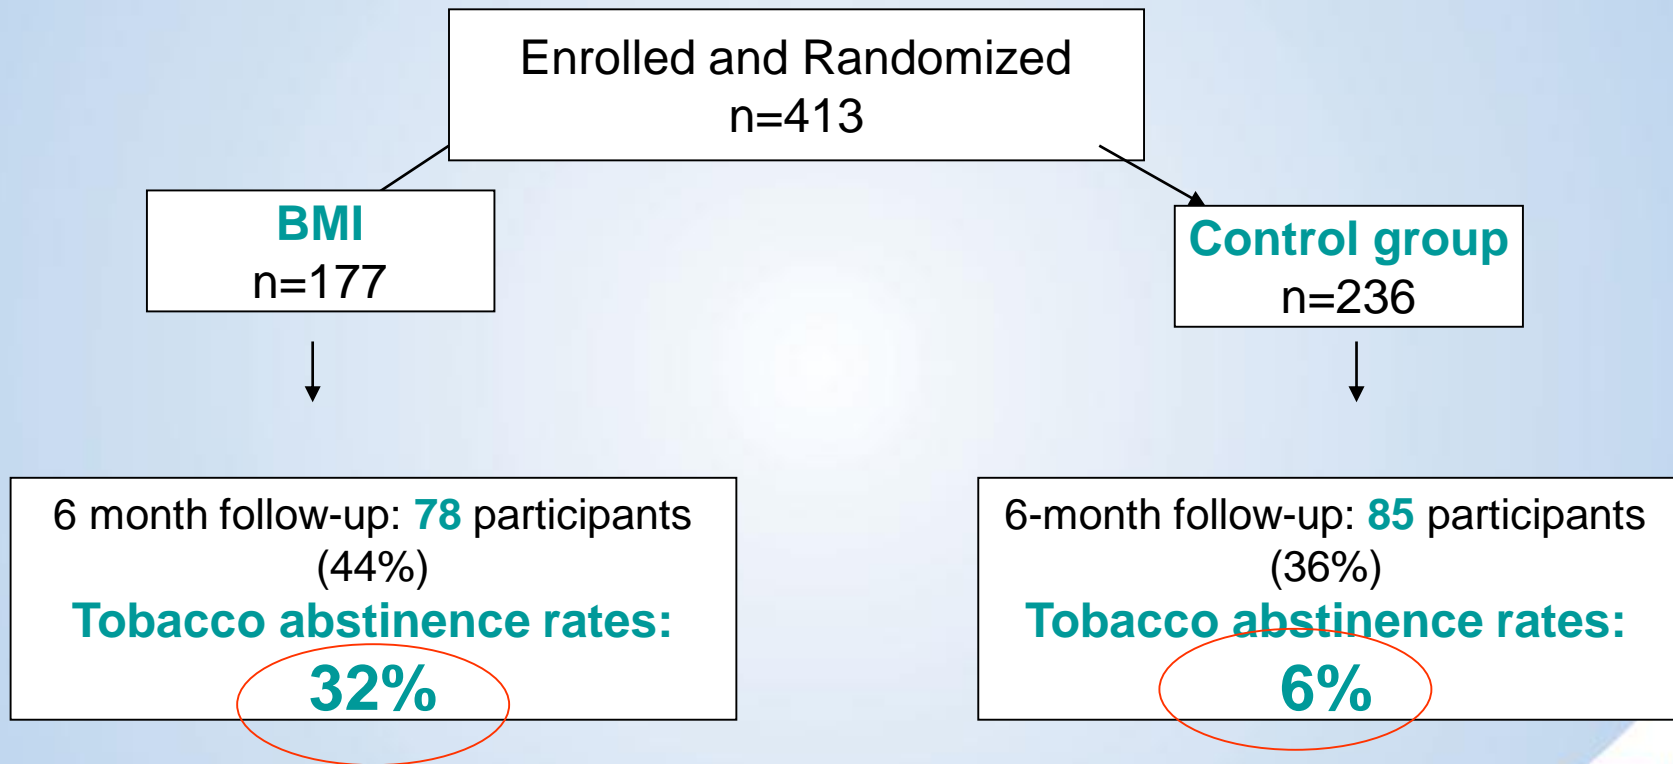 Enrolled and Randomized
n=413
BMI
n=177
Control group
n=236
6 month follow-up: 78 participants
(44%)
Tobacco abstinence rates:
32%
6-month follow-up: 85 participants
(36%)
Tobacco abstinence rates:
6%